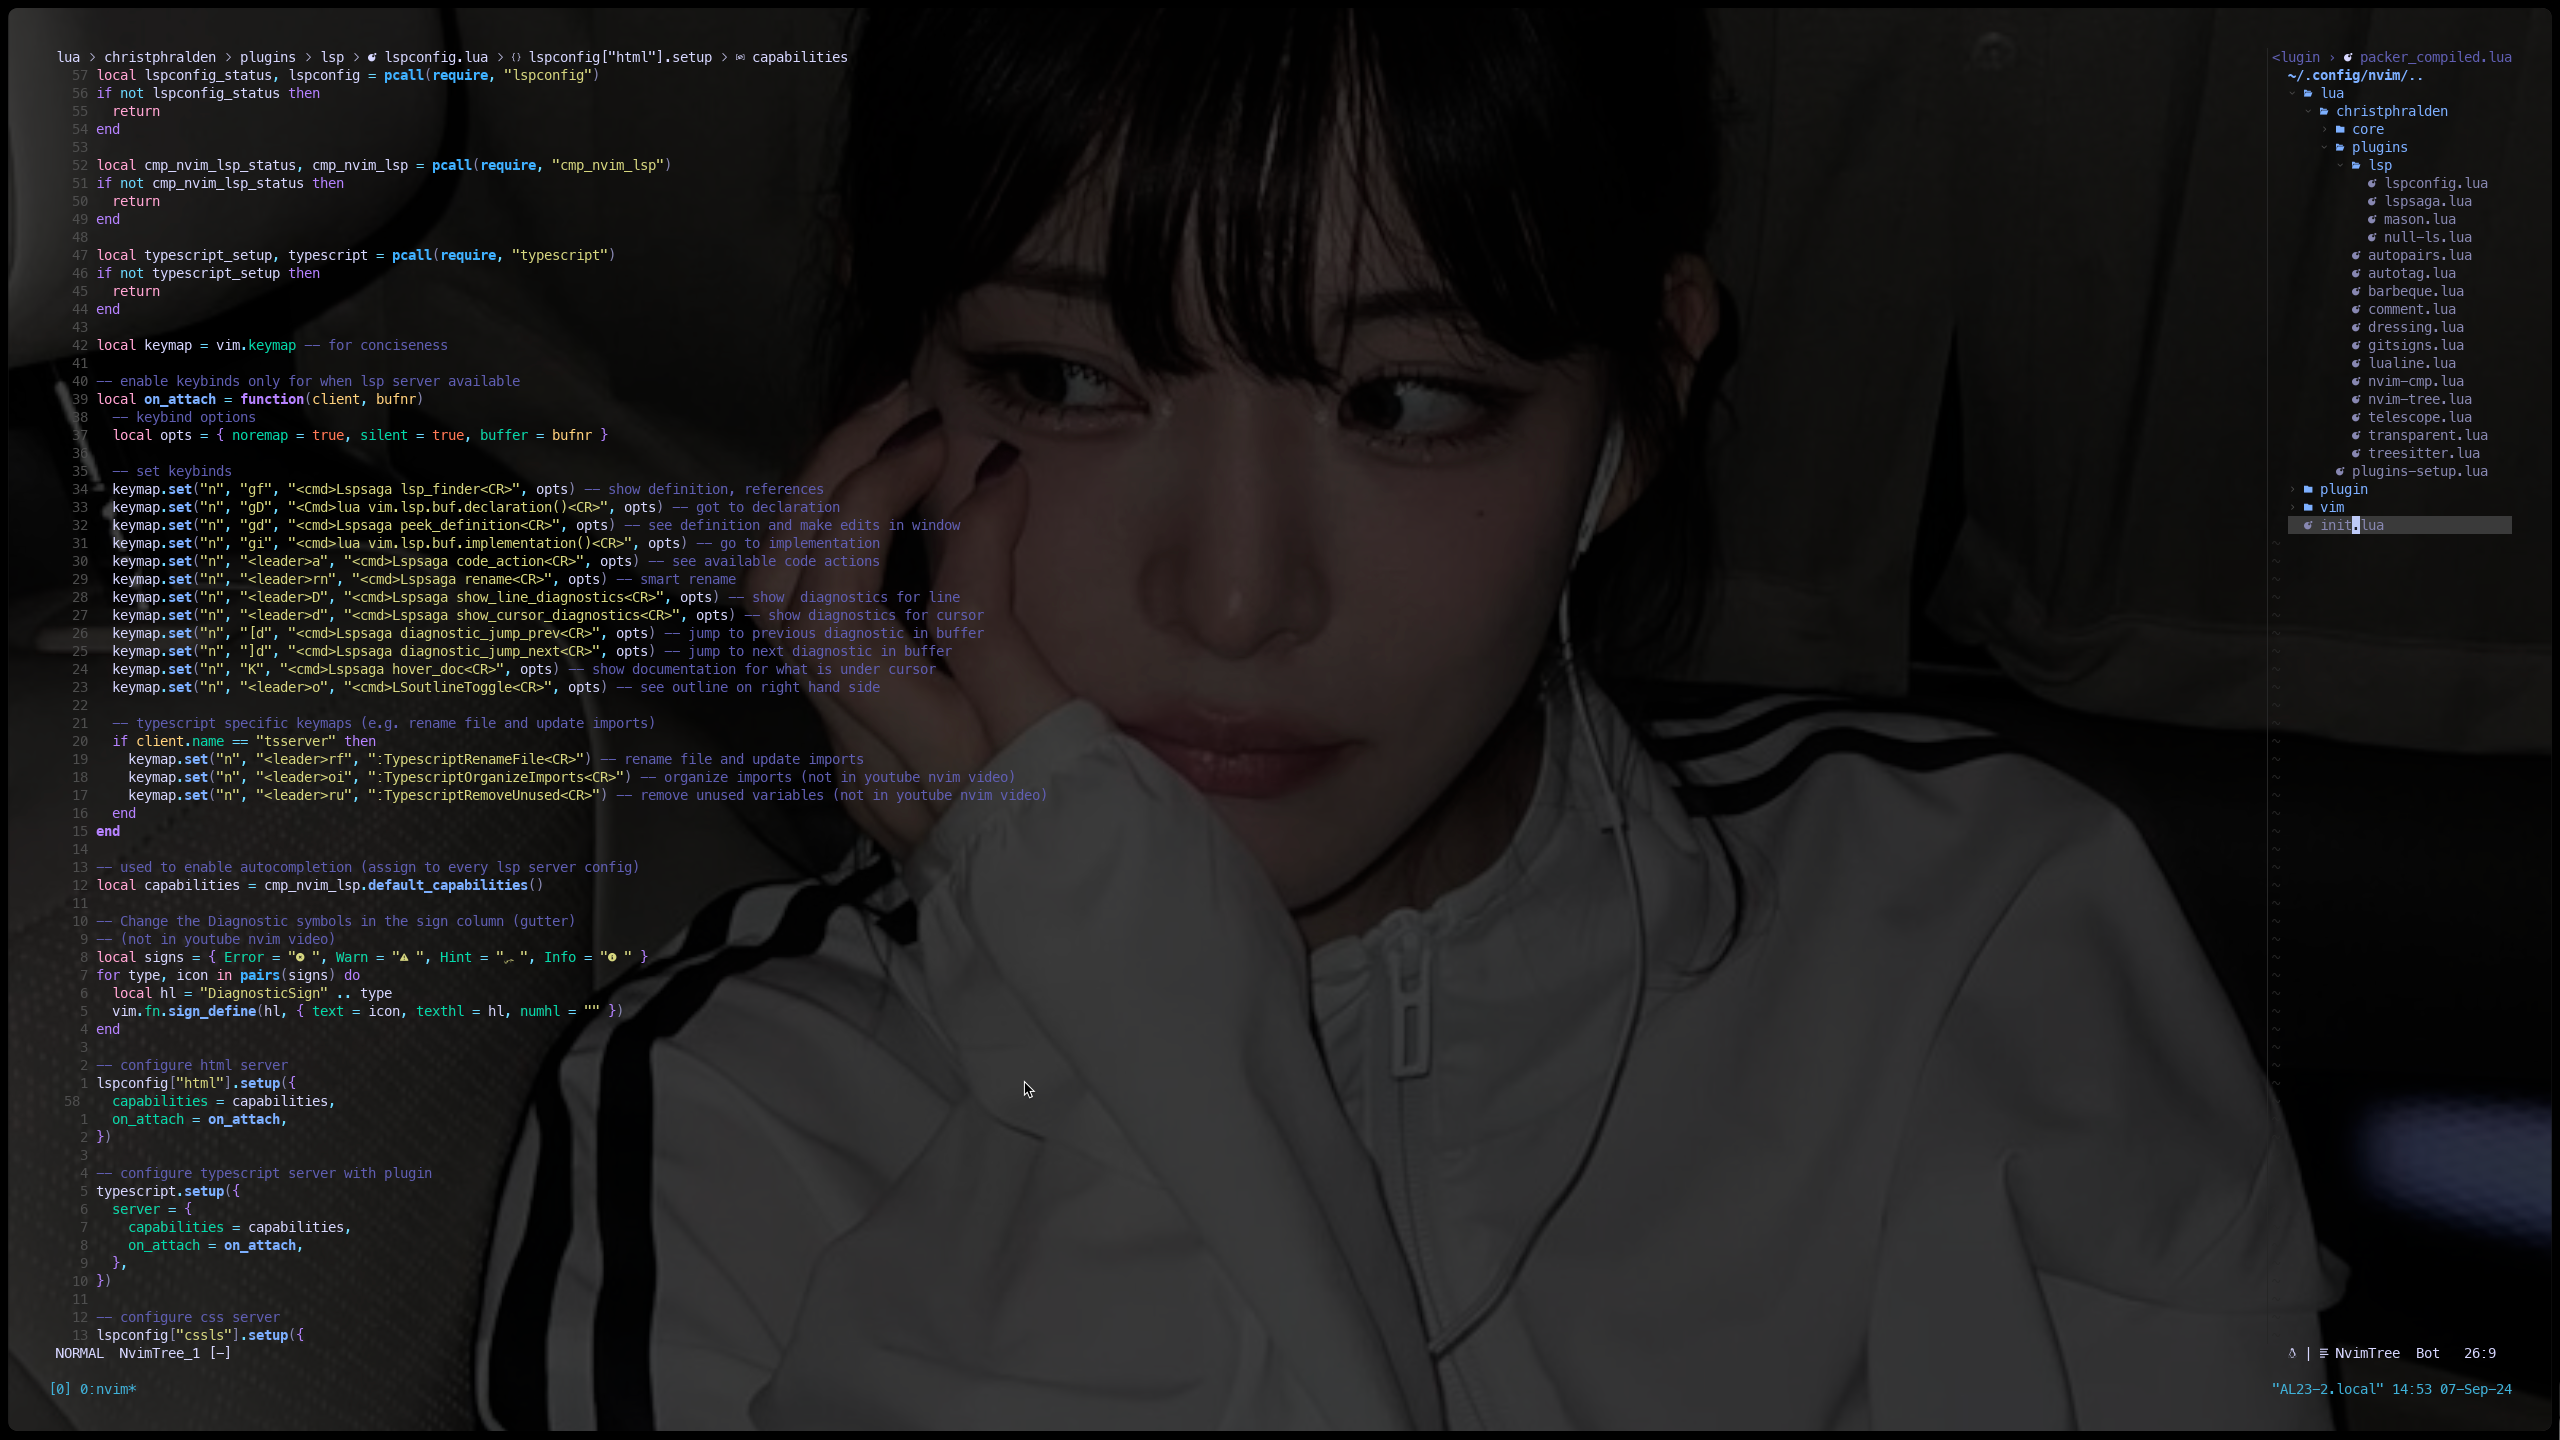 lua > christphralden > plugins > lsp > lspconfig.lua > {} lspconfig["html"].setup > capabilities
57 local lspconfig_status, lspconfig = pcall(require, "lspconfig")
56 if not lspconfig_status then
55   return
54 end
53
52 local cmp_nvim_lsp_status, cmp_nvim_lsp = pcall(require, "cmp_nvim_lsp")
51 if not cmp_nvim_lsp_status then
50   return
49 end
48
47 local typescript_setup, typescript = pcall(require, "typescript")
46 if not typescript_setup then
45   return
44 end
43
42 local keymap = vim.keymap -- for conciseness
41
40 -- enable keybinds only for when lsp server available
39 local on_attach = function(client, bufnr)
38   -- keybind options
37   local opts = { noremap = true, silent = true, buffer = bufnr }
36
35   -- set keybinds
34   keymap.set("n", "gf", "<cmd>Lspsaga lsp_finder<CR>", opts) -- show definition, references
33   keymap.set("n", "gD", "<Cmd>lua vim.lsp.buf.declaration()<CR>", opts) -- got to declaration
32   keymap.set("n", "gd", "<cmd>Lspsaga peek_definition<CR>", opts) -- see definition and make edits in window
31   keymap.set("n", "gi", "<cmd>lua vim.lsp.buf.implementation()<CR>", opts) -- go to implementation
30   keymap.set("n", "<leader>a", "<cmd>Lspsaga code_action<CR>", opts) -- see available code actions
29   keymap.set("n", "<leader>rn", "<cmd>Lspsaga rename<CR>", opts) -- smart rename
28   keymap.set("n", "<leader>D", "<cmd>Lspsaga show_line_diagnostics<CR>", opts) -- show  diagnostics for line
27   keymap.set("n", "<leader>d", "<cmd>Lspsaga show_cursor_diagnostics<CR>", opts) -- show diagnostics for cursor
26   keymap.set("n", "[d", "<cmd>Lspsaga diagnostic_jump_prev<CR>", opts) -- jump to previous diagnostic in buffer
25   keymap.set("n", "]d", "<cmd>Lspsaga diagnostic_jump_next<CR>", opts) -- jump to next diagnostic in buffer
24   keymap.set("n", "K", "<cmd>Lspsaga hover_doc<CR>", opts) -- show documentation for what is under cursor
23   keymap.set("n", "<leader>o", "<cmd>LSoutlineToggle<CR>", opts) -- see outline on right hand side
22
21   -- typescript specific keymaps (e.g. rename file and update imports)
20   if client.name == "tsserver" then
19     keymap.set("n", "<leader>rf", ":TypescriptRenameFile<CR>") -- rename file and update imports
18     keymap.set("n", "<leader>oi", ":TypescriptOrganizeImports<CR>") -- organize imports (not in youtube nvim video)
17     keymap.set("n", "<leader>ru", ":TypescriptRemoveUnused<CR>") -- remove unused variables (not in youtube nvim video)
16   end
15 end
14
13 -- used to enable autocompletion (assign to every lsp server config)
12 local capabilities = cmp_nvim_lsp.default_capabilities()
11
10 -- Change the Diagnostic symbols in the sign column (gutter)
9 -- (not in youtube nvim video)
8 local signs = { Error = " ", Warn = " ", Hint = " ", Info = " " }
7 for type, icon in pairs(signs) do
6   local hl = "DiagnosticSign" .. type
5   vim.fn.sign_define(hl, { text = icon, texthl = hl, numhl = "" })
4 end
3
2 -- configure html server
1 lspconfig["html"].setup({
58   capabilities = capabilities,
1   on_attach = on_attach,
2 })
3
4 -- configure typescript server with plugin
5 typescript.setup({
6   server = {
7     capabilities = capabilities,
8     on_attach = on_attach,
9   },
10 })
11
12 -- configure css server
13 lspconfig["cssls"].setup({
NORMAL  NvimTree_1 [-]
[0] 0:nvim*
<lugin > packer_compiled.lua
~/.config/nvim/..
lua
christphralden
core
plugins
lsp
lspconfig.lua
lspsaga.lua
mason.lua
null-ls.lua
autopairs.lua
autotag.lua
barbeque.lua
comment.lua
dressing.lua
gitsigns.lua
lualine.lua
nvim-cmp.lua
nvim-tree.lua
telescope.lua
transparent.lua
treesitter.lua
plugins-setup.lua
plugin
vim
init.lua
| NvimTree  Bot  26:9
"AL23-2.local" 14:53 07-Sep-24